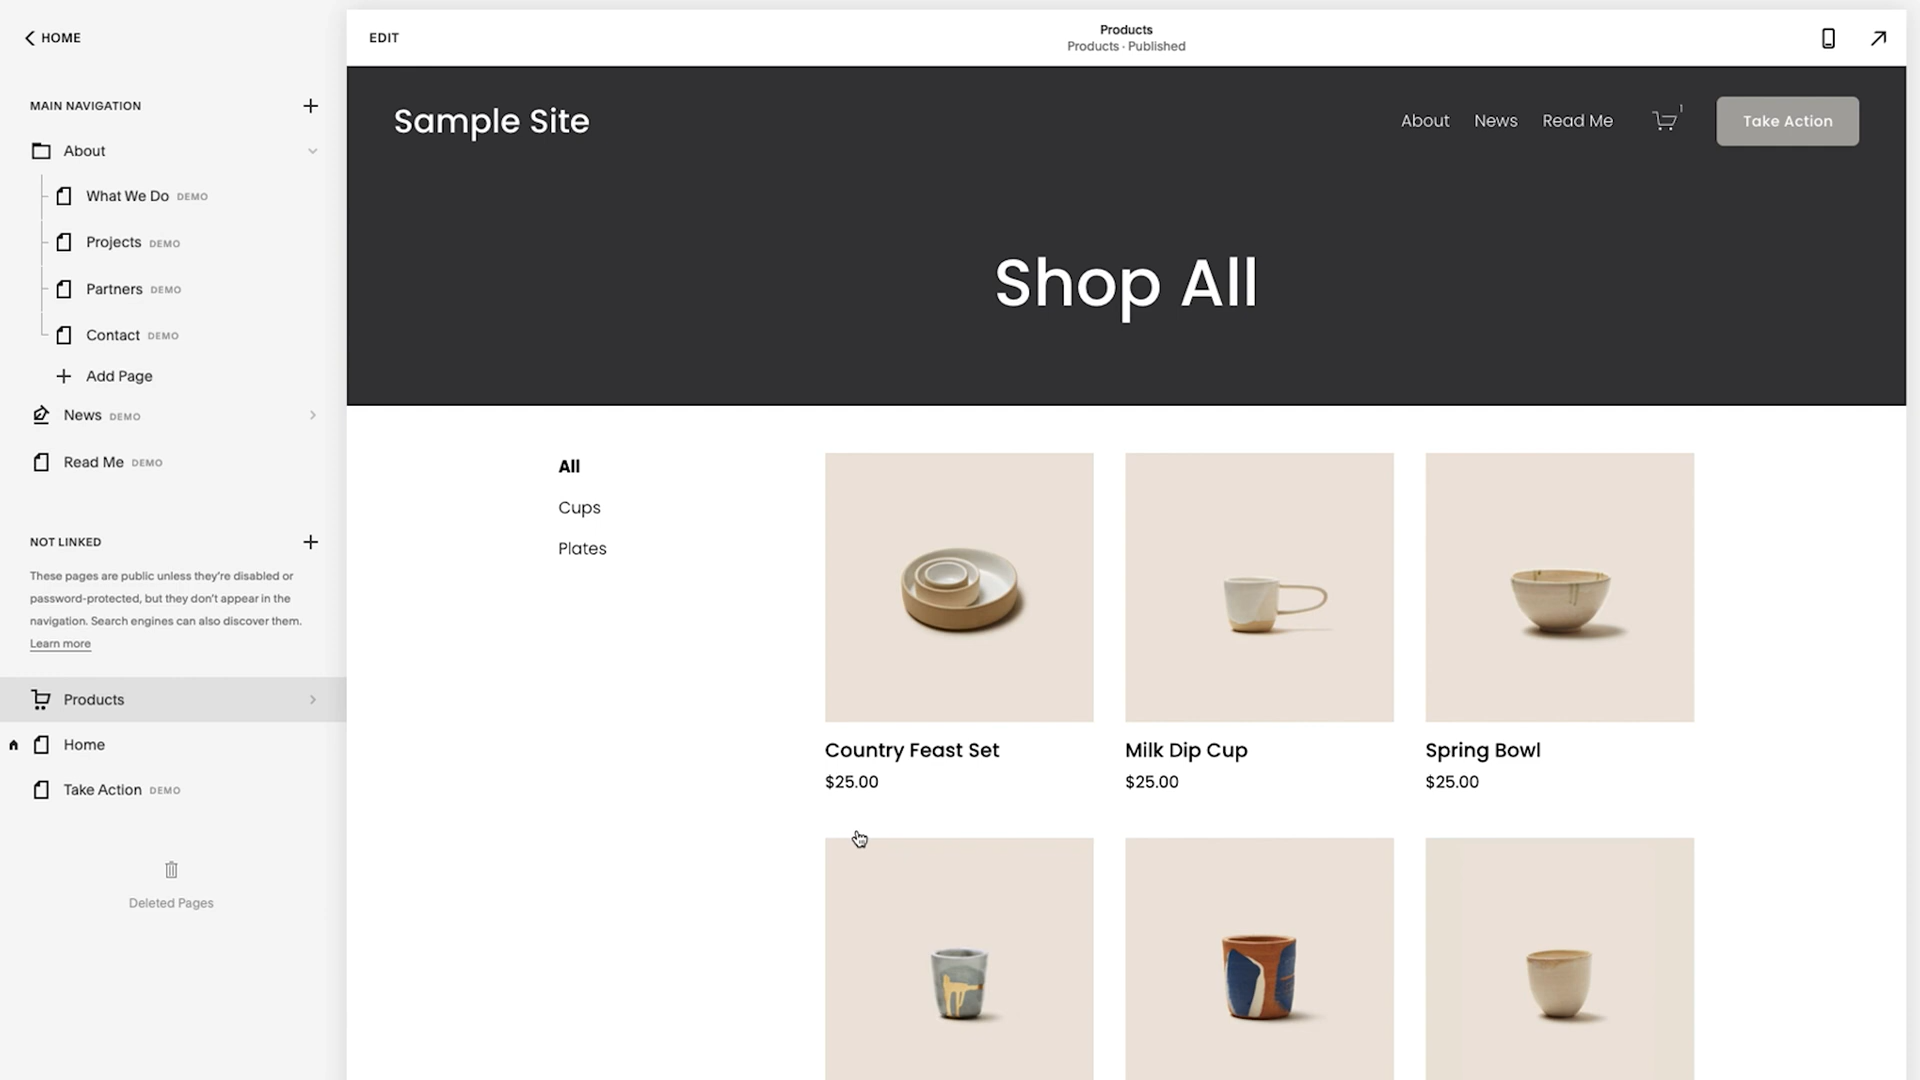 HOME
MAIN NAVIGATION
About
What We Do DEMO
Projects DEMO
Partners DEMO
Contact DEMO
Add Page
News DEMO
Read Me DEMO
NOT LINKED
These pages are public unless they're disabled or
password-protected, but they don't appear in the
navigation. Search engines can also discover them.
Learn more
Products
Home
Take Action DEMO
Deleted Pages
EDIT
Products
Products · Published
Sample Site
About News Read Me 1 Take Action
Shop All
All
Cups
Plates
Country Feast Set
$25.00
Milk Dip Cup
$25.00
Spring Bowl
$25.00